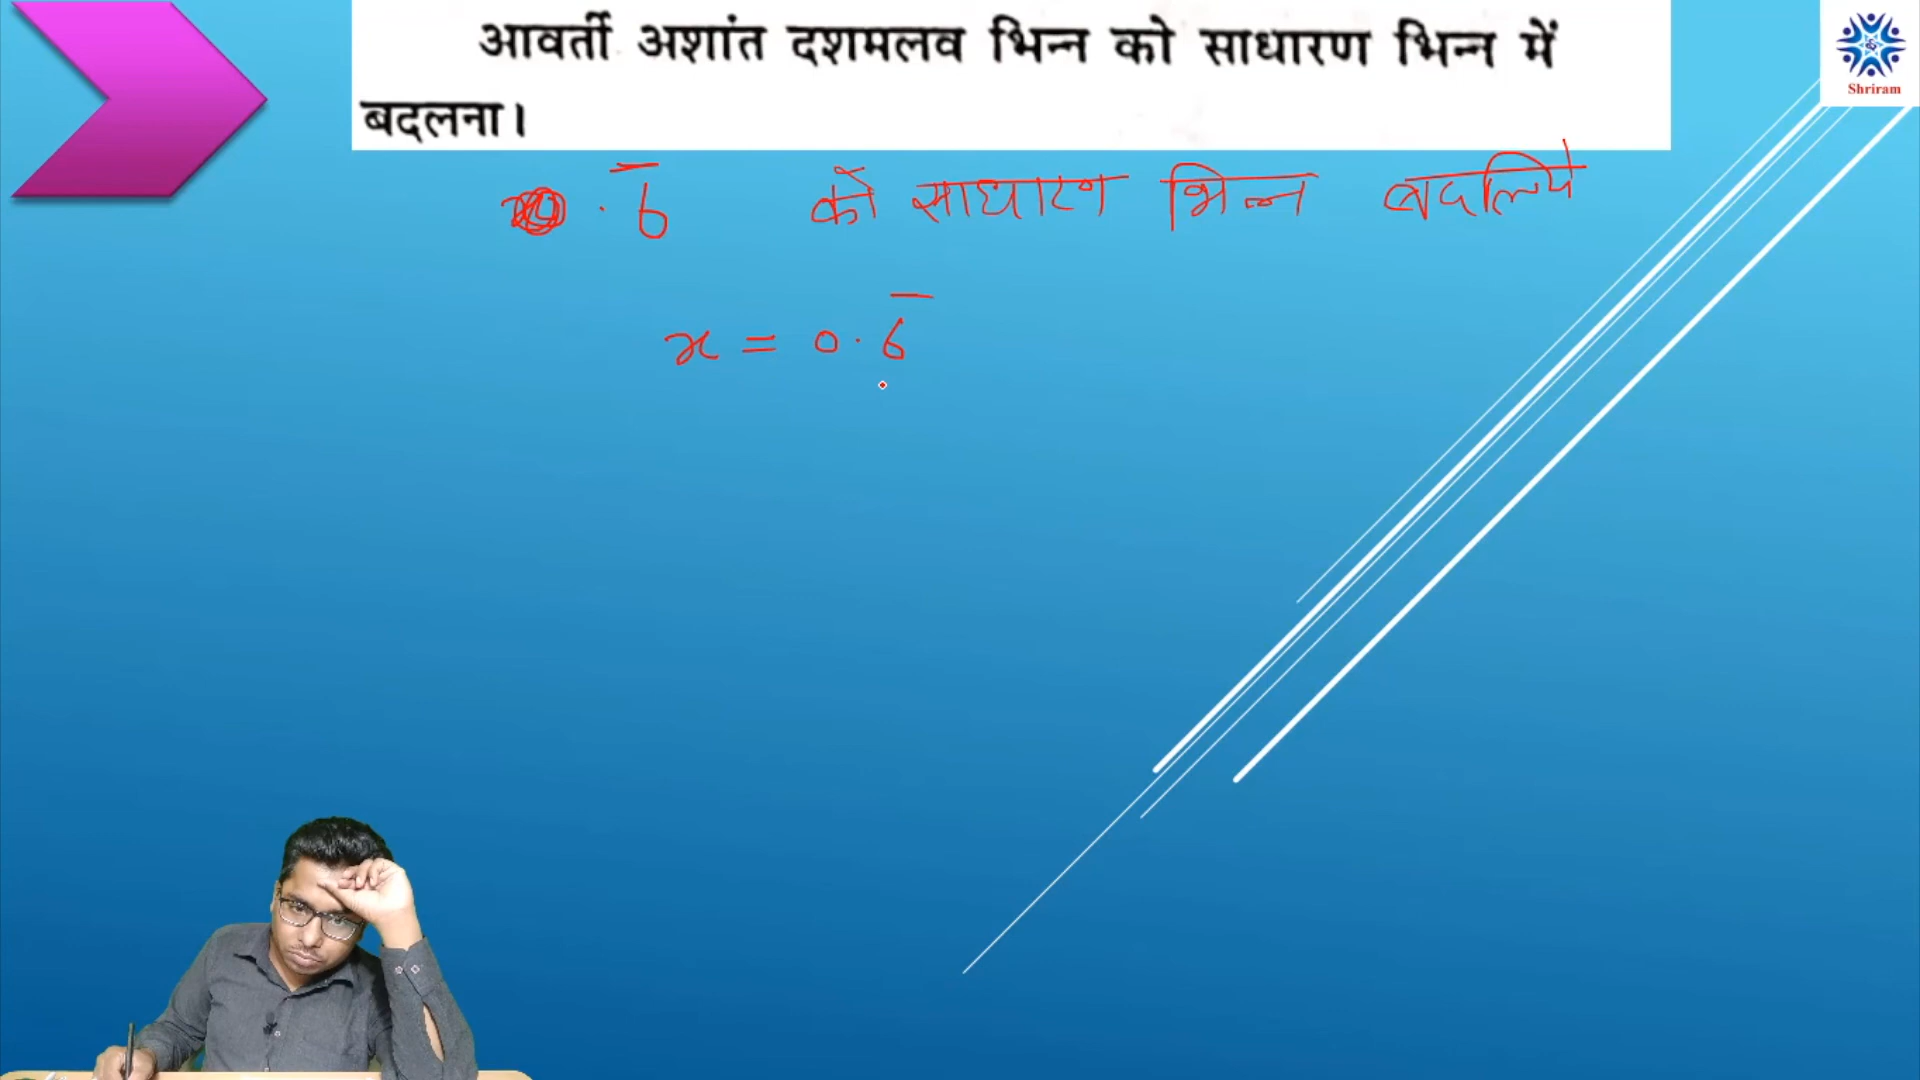 आवर्ती अशांत दशमलव भिन्न को साधारण भिन्न में
बदलना।
Shriram
.6̅ को साधारण भिन्न बदलिये
x = 0.6̅